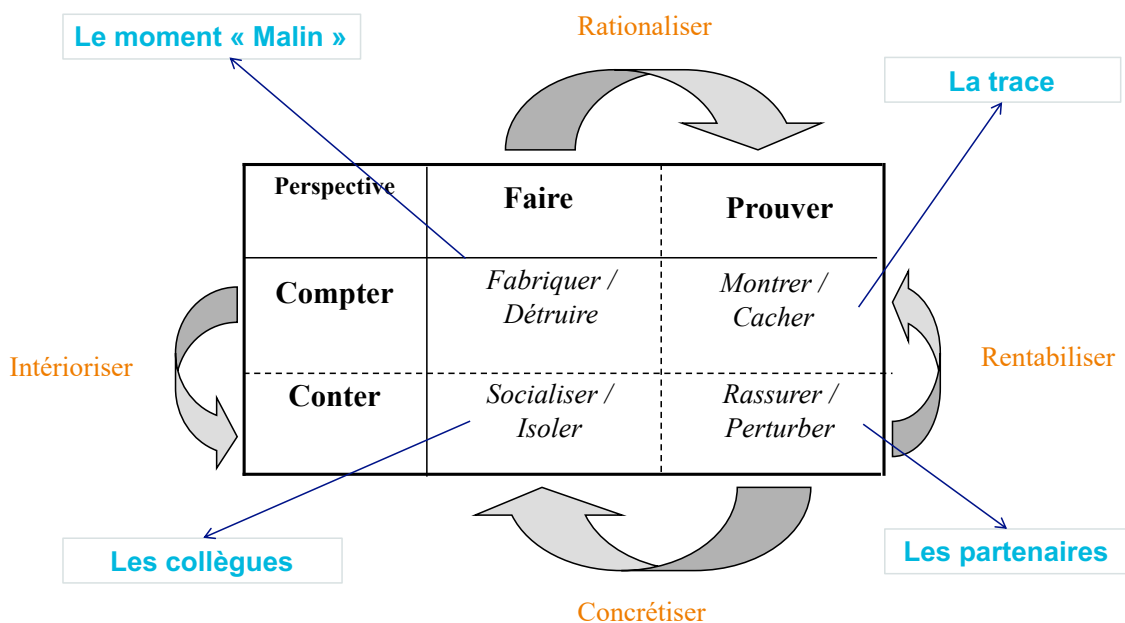 Le moment « Malin »
Rationaliser
La trace
Perspective
Faire
Prouver
Compter
Fabriquer /
Détruire
Montrer /
Cacher
Intérioriser
Rentabiliser
Conter
Socialiser /
Isoler
Rassurer /
Perturber
Les collègues
Les partenaires
Concrétiser